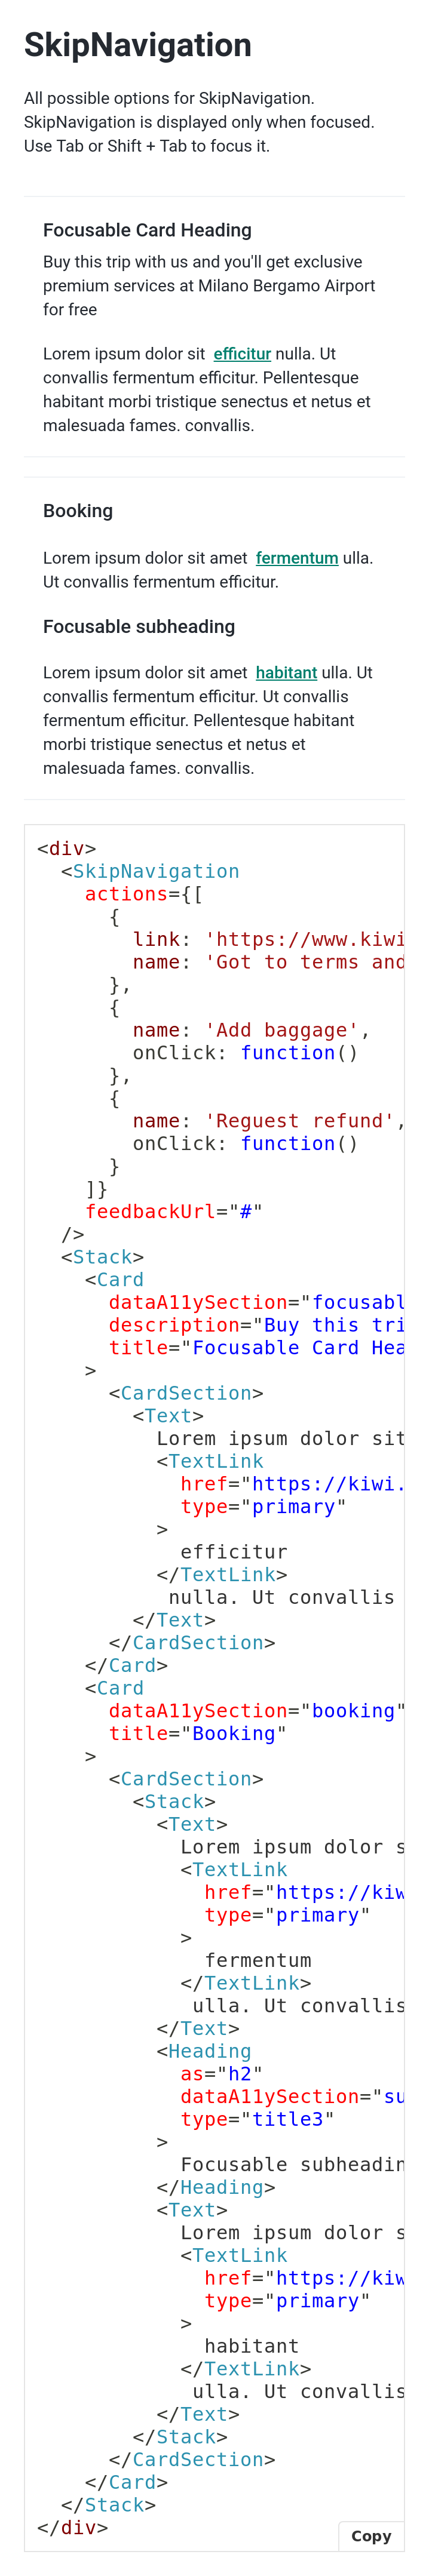 SkipNavigation
All possible options for SkipNavigation.
SkipNavigation is displayed only when focused.
Use Tab or Shift + Tab to focus it.
Focusable Card Heading
Buy this trip with us and you'll get exclusive
premium services at Milano Bergamo Airport
for free
Lorem ipsum dolor sit efficitur nulla. Ut
convallis fermentum efficitur. Pellentesque
habitant morbi tristique senectus et netus et
malesuada fames. convallis.
Booking
Lorem ipsum dolor sit amet fermentum ulla.
Ut convallis fermentum efficitur.
Focusable subheading
Lorem ipsum dolor sit amet habitant ulla. Ut
convallis fermentum efficitur. Ut convallis
fermentum efficitur. Pellentesque habitant
morbi tristique senectus et netus et
malesuada fames. convallis.
<div>
  <SkipNavigation
    actions={[
      {
        link: 'https://www.kiwi
        name: 'Got to terms and
      },
      {
        name: 'Add baggage',
        onClick: function()
      },
      {
        name: 'Reguest refund',
        onClick: function()
      }
    ]}
    feedbackUrl="#"
  />
  <Stack>
    <Card
      dataA11ySection="focusabl
      description="Buy this tri
      title="Focusable Card Hea
    >
      <CardSection>
        <Text>
          Lorem ipsum dolor sit
          <TextLink
            href="https://kiwi.
            type="primary"
          >
            efficitur
          </TextLink>
           nulla. Ut convallis
        </Text>
      </CardSection>
    </Card>
    <Card
      dataA11ySection="booking"
      title="Booking"
    >
      <CardSection>
        <Stack>
          <Text>
            Lorem ipsum dolor s
            <TextLink
              href="https://kiw
              type="primary"
            >
              fermentum
            </TextLink>
             ulla. Ut convallis
          </Text>
          <Heading
            as="h2"
            dataA11ySection="su
            type="title3"
          >
            Focusable subheadin
          </Heading>
          <Text>
            Lorem ipsum dolor s
            <TextLink
              href="https://kiw
              type="primary"
            >
              habitant
            </TextLink>
             ulla. Ut convallis
          </Text>
        </Stack>
      </CardSection>
    </Card>
  </Stack>
</div>
Copy